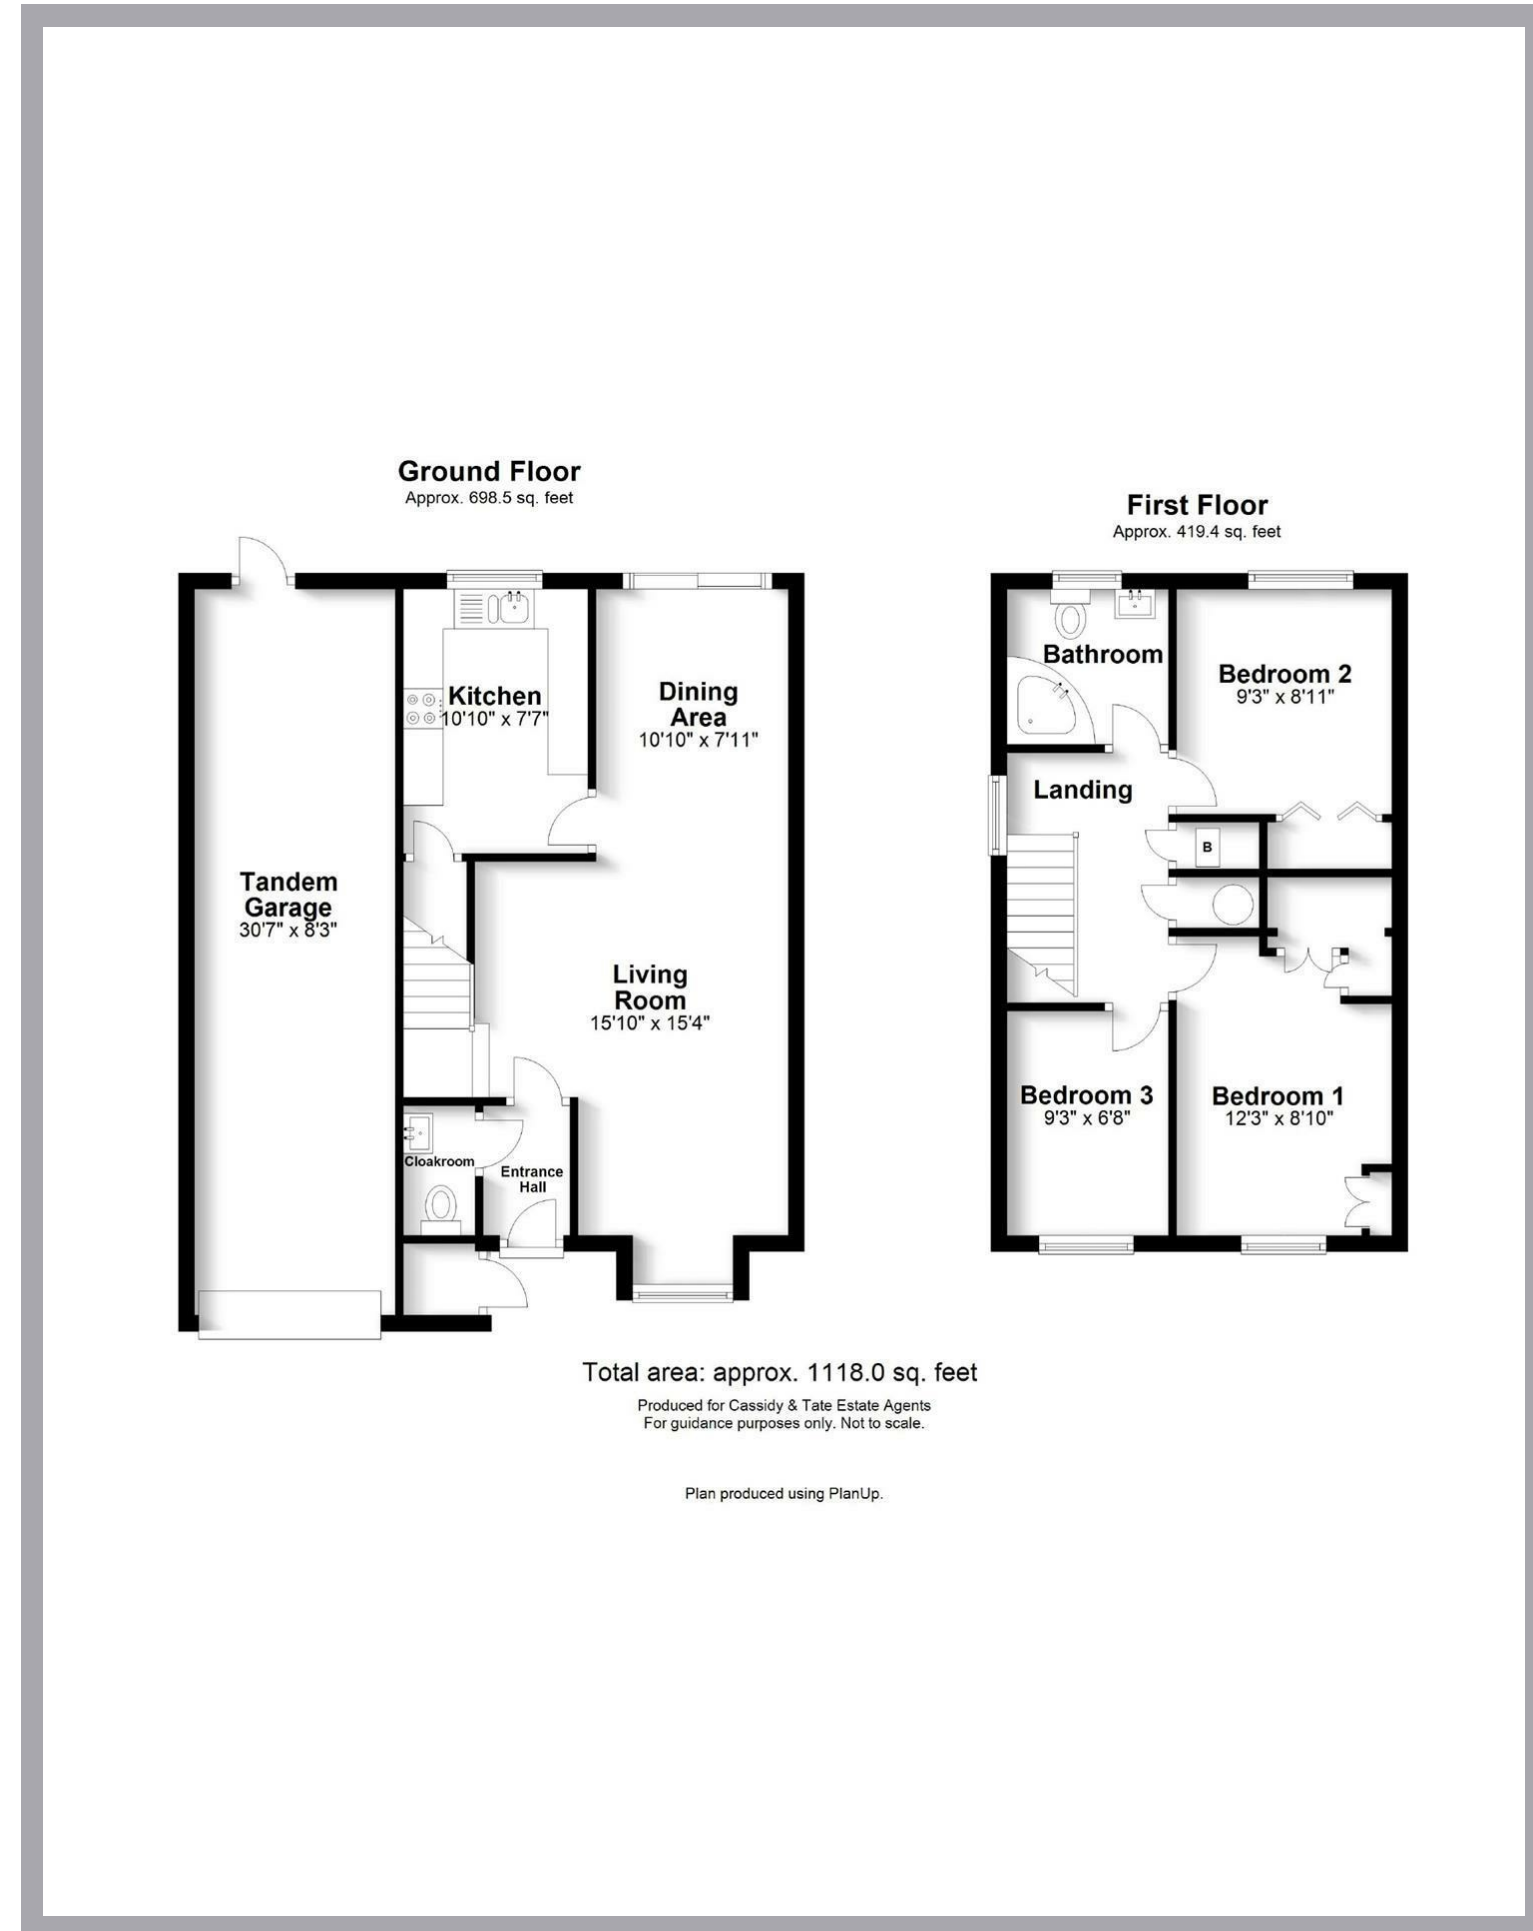 Ground Floor
Approx. 698.5 sq. feet
Kitchen
10'10" x 7'7"
Dining
Area
10'10" x 7'11"
Tandem
Garage
30'7" x 8'3"
Living
Room
15'10" x 15'4"
Cloakroom
Entrance
Hall
First Floor
Approx. 419.4 sq. feet
Bathroom
Bedroom 2
9'3" x 8'11"
Landing
B
Bedroom 3
9'3" x 6'8"
Bedroom 1
12'3" x 8'10"
Total area: approx. 1118.0 sq. feet
Produced for Cassidy & Tate Estate Agents
For guidance purposes only. Not to scale.
Plan produced using PlanUp.